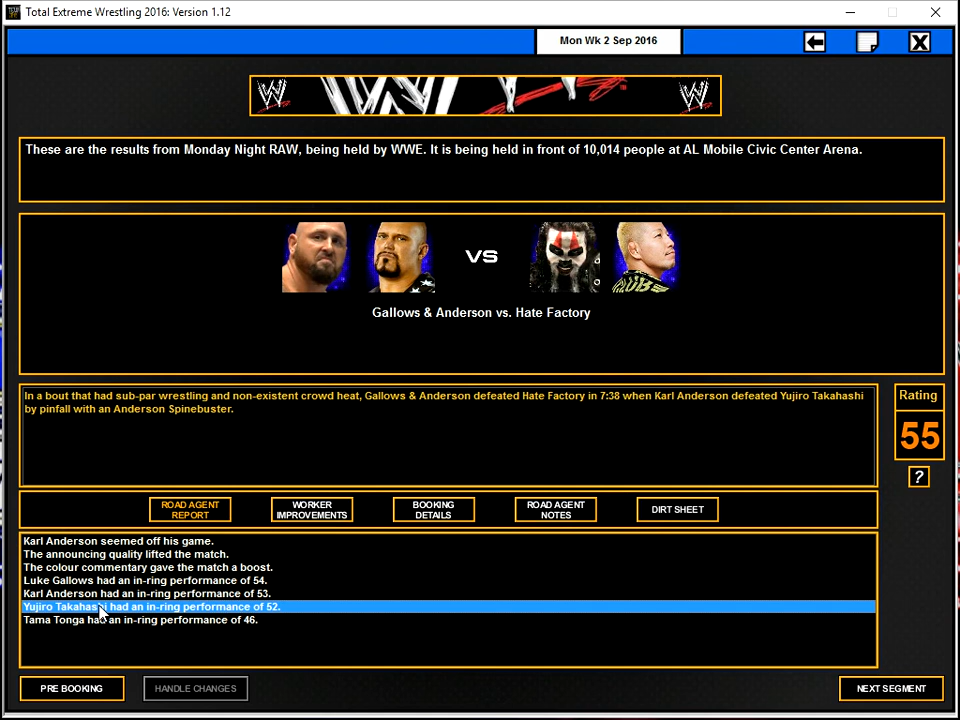 Total Extreme Wrestling 2016: Version 1.12
Mon Wk 2 Sep 2016
These are the results from Monday Night RAW, being held by WWE. It is being held in front of 10,014 people at AL Mobile Civic Center Arena.
VS
CLUB
Gallows & Anderson vs. Hate Factory
In a bout that had sub-par wrestling and non-existent crowd heat, Gallows & Anderson defeated Hate Factory in 7:38 when Karl Anderson defeated Yujiro Takahashi
by pinfall with an Anderson Spinebuster.
Rating
55
?
ROAD AGENT
REPORT
WORKER
IMPROVEMENTS
BOOKING
DETAILS
ROAD AGENT
NOTES
DIRT SHEET
Karl Anderson seemed off his game.
The announcing quality lifted the match.
The colour commentary gave the match a boost.
Luke Gallows had an in-ring performance of 54.
Karl Anderson had an in-ring performance of 53.
Yujiro Takahashi had an in-ring performance of 52.
Tama Tonga had an in-ring performance of 46.
PRE BOOKING
HANDLE CHANGES
NEXT SEGMENT